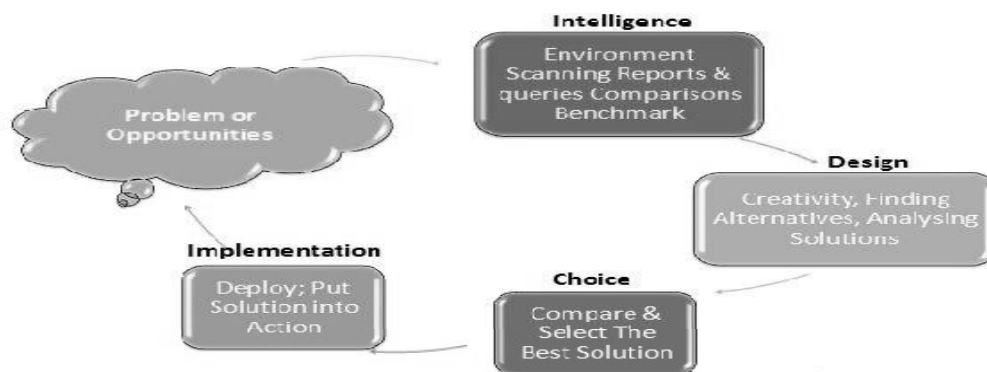 Problem or
Opportunities
Intelligence
Environment
Scanning Reports &
queries Comparisons
Benchmark
Design
Creativity, Finding
Alternatives, Analysing
Solutions
Choice
Compare &
Select The
Best Solution
Implementation
Deploy; Put
Solution into
Action